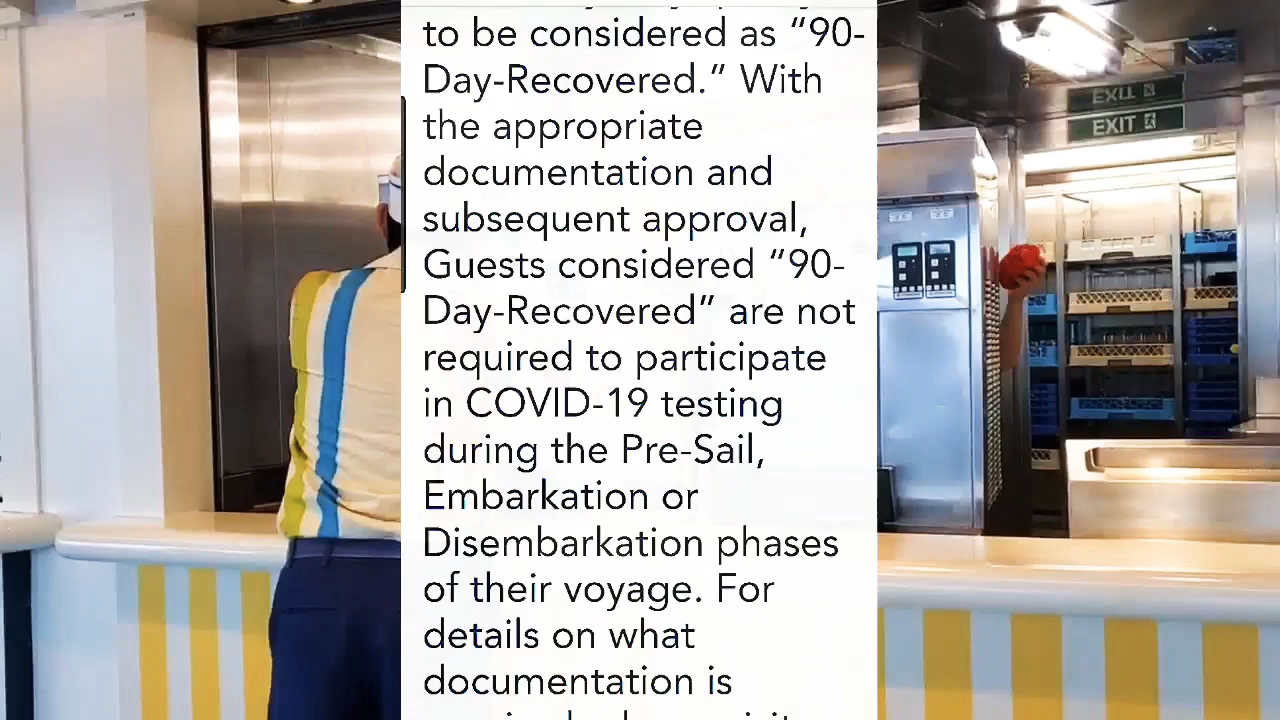 to be considered as “90-
Day-Recovered.” With
the appropriate
documentation and
subsequent approval,
Guests considered “90-
Day-Recovered” are not
required to participate
in COVID-19 testing
during the Pre-Sail,
Embarkation or
Disembarkation phases
of their voyage. For
details on what
documentation is
EXIT
EXIT